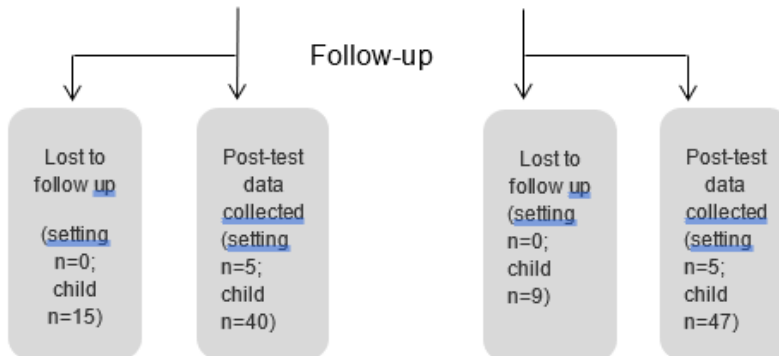 Follow-up
Lost to
follow up
(setting
n=0;
child
n=15)
Post-test
data
collected
(setting
n=5;
child
n=40)
Lost to
follow up
(setting
n=0;
child
n=9)
Post-test
data
collected
(setting
n=5;
child
n=47)